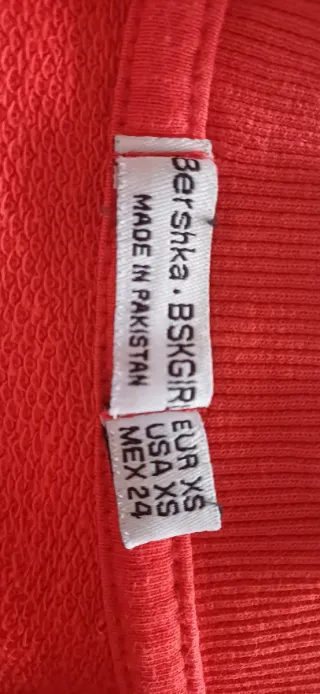 Bershka · BSKGIRL
MADE IN PAKISTAN
EUR XS
USA XS
MEX 24